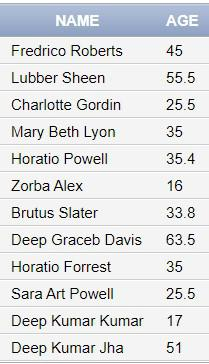 NAME AGE
Fredrico Roberts 45
Lubber Sheen 55.5
Charlotte Gordin 25.5
Mary Beth Lyon 35
Horatio Powell 35.4
Zorba Alex 16
Brutus Slater 33.8
Deep Graceb Davis 63.5
Horatio Forrest 35
Sara Art Powell 25.5
Deep Kumar Kumar 17
Deep Kumar Jha 51